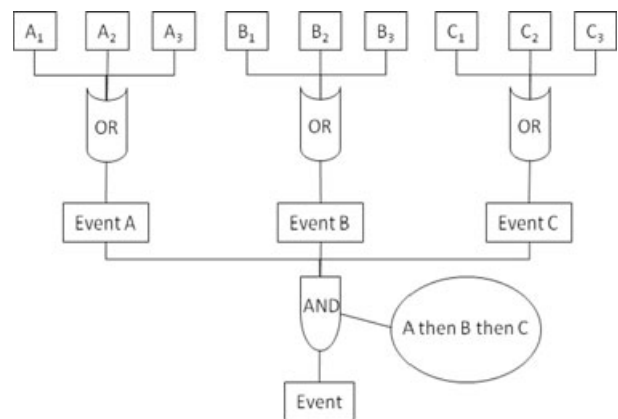 A1 A2 A3 B1 B2 B3 C1 C2 C3
OR OR OR
Event A Event B Event C
AND
A then B then C
Event